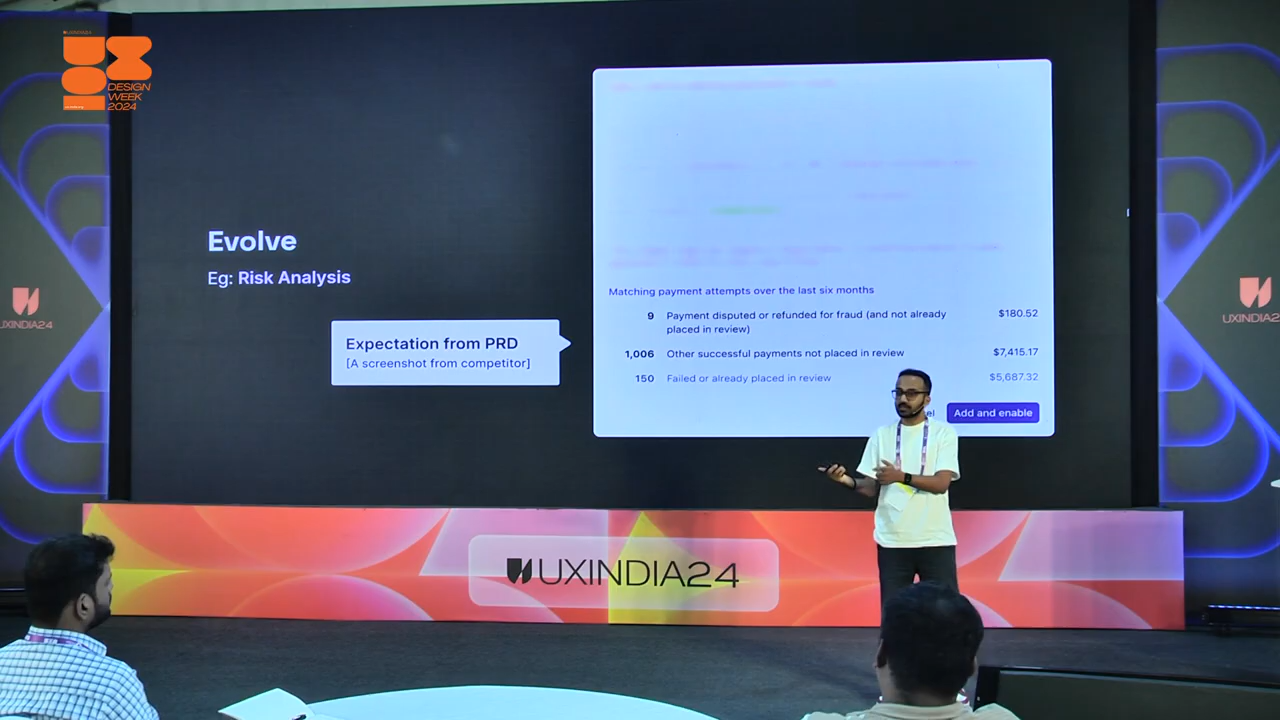 UXINDIA24
DESIGN
WEEK
2024
Evolve
Eg: Risk Analysis
Expectation from PRD
[A screenshot from competitor]
Matching payment attempts over the last six months
9 Payment disputed or refunded for fraud (and not already placed in review) $180.52
1,006 Other successful payments not placed in review $7,415.17
150 Failed or already placed in review $5,687.32
el
Add and enable
UXINDIA24
UXINDIA24
UXINDIA24